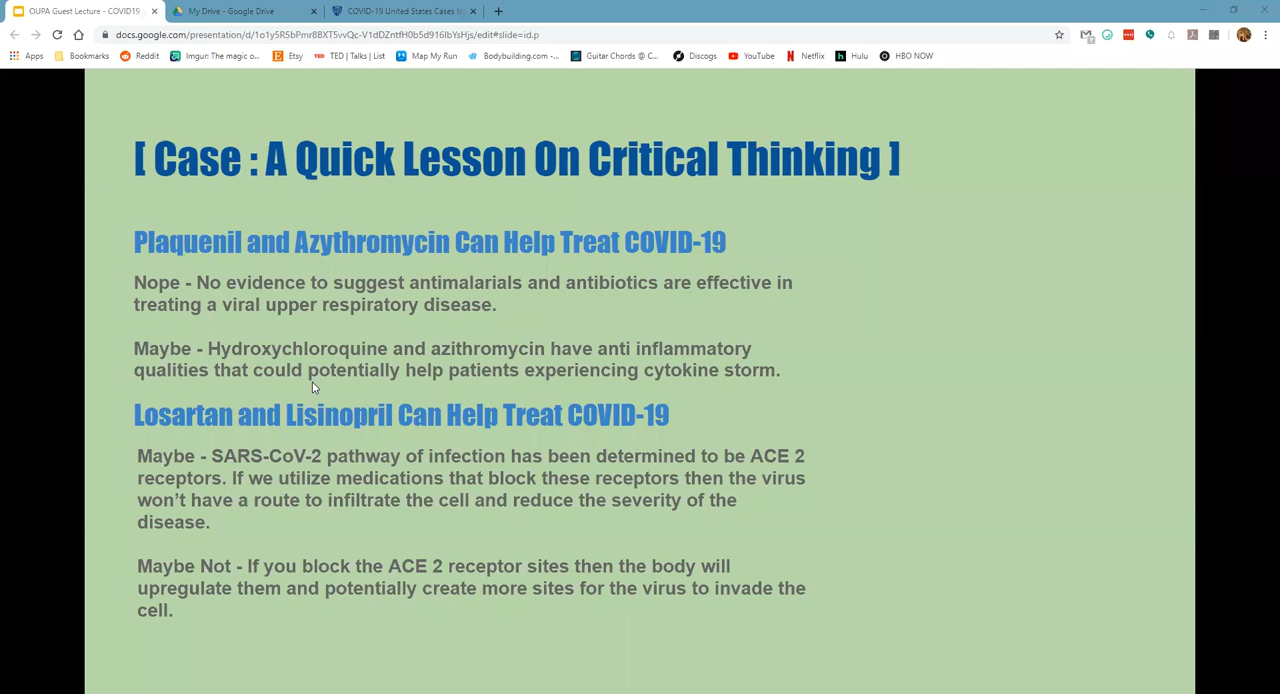 OUPA Guest Lecture - COVID19
My Drive - Google Drive
COVID-19 United States Cases b
docs.google.com/presentation/d/1o1y5R5bPmr8BXT5vvQc-V1dDZntfH0b5d916IbYsHjs/edit#slide=id.p
Apps
Bookmarks
Reddit
Imgur: The magic o...
Etsy
TED | Talks | List
Map My Run
Bodybuilding.com -...
Guitar Chords @ C...
Discogs
YouTube
Netflix
Hulu
HBO NOW
[ Case : A Quick Lesson On Critical Thinking ]
Plaquenil and Azythromycin Can Help Treat COVID-19
Nope - No evidence to suggest antimalarials and antibiotics are effective in
treating a viral upper respiratory disease.
Maybe - Hydroxychloroquine and azithromycin have anti inflammatory
qualities that could potentially help patients experiencing cytokine storm.
Losartan and Lisinopril Can Help Treat COVID-19
Maybe - SARS-CoV-2 pathway of infection has been determined to be ACE 2
receptors. If we utilize medications that block these receptors then the virus
won’t have a route to infiltrate the cell and reduce the severity of the
disease.
Maybe Not - If you block the ACE 2 receptor sites then the body will
upregulate them and potentially create more sites for the virus to invade the
cell.